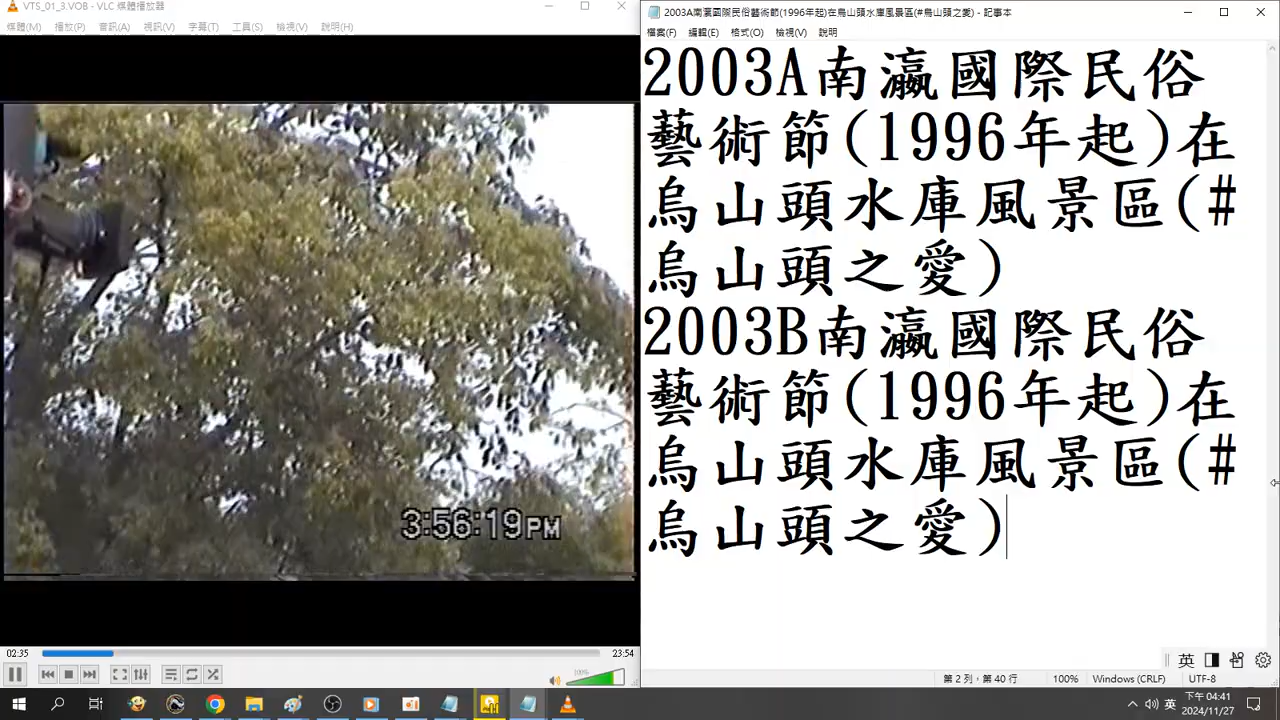 VTS_01_3.VOB - VLC 媒體播放器
媒體(M) 播放(P) 音訊(A) 視訊(V) 字幕(T) 工具(S) 檢視(V) 說明(H)
3:56:19PM
02:35
23:54
100%
2003A南瀛國際民俗藝術節(1996年起)在烏山頭水庫風景區(#烏山頭之愛) - 記事本
檔案(F) 編輯(E) 格式(O) 檢視(V) 說明
2003A南瀛國際民俗
藝術節(1996年起)在
烏山頭水庫風景區(#
烏山頭之愛)
2003B南瀛國際民俗
藝術節(1996年起)在
烏山頭水庫風景區(#
烏山頭之愛)
英
第 2 列，第 40 行 100% Windows (CRLF) UTF-8
英
下午 04:41
2024/11/27